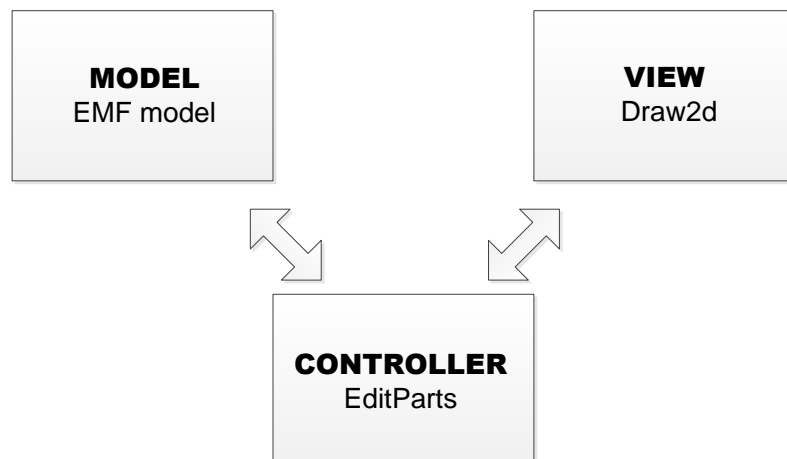 MODEL
EMF model
VIEW
Draw2d
CONTROLLER
EditParts